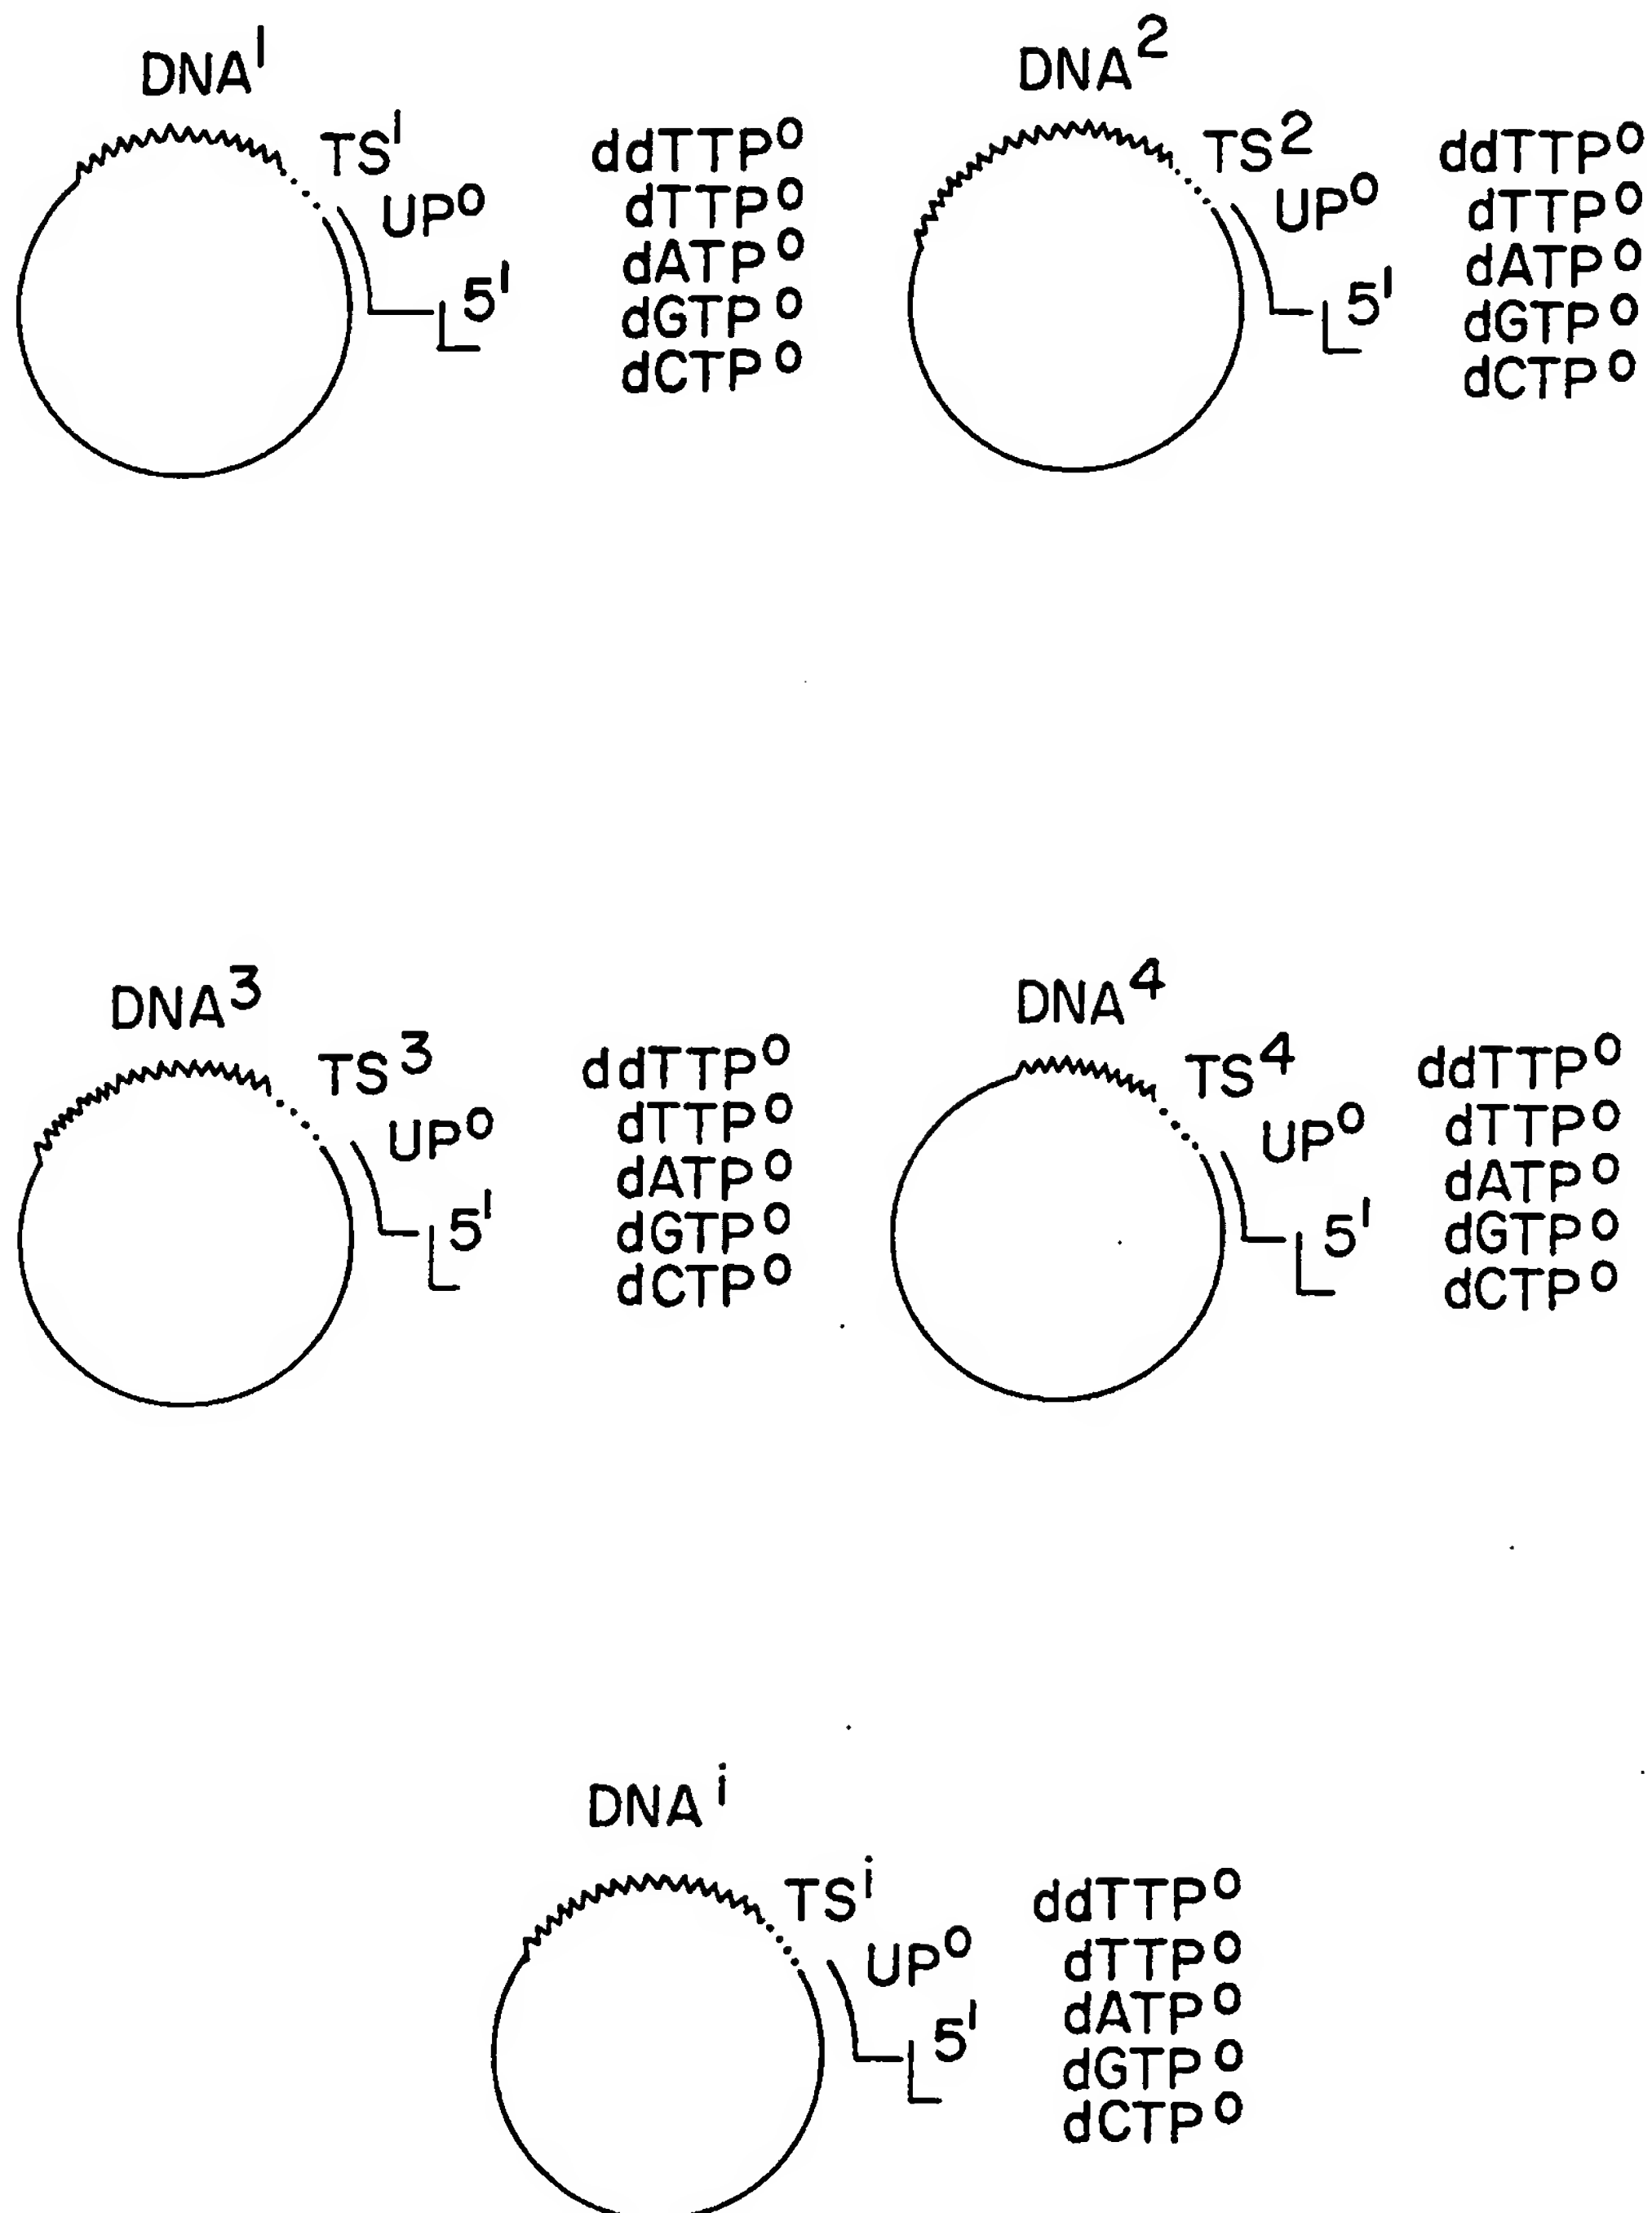 DNA¹
TS¹
UP⁰
5'
ddTTP⁰
dTTP⁰
dATP⁰
dGTP⁰
dCTP⁰
DNA²
TS²
UP⁰
5'
ddTTP⁰
dTTP⁰
dATP⁰
dGTP⁰
dCTP⁰
DNA³
TS³
UP⁰
5'
ddTTP⁰
dTTP⁰
dATP⁰
dGTP⁰
dCTP⁰
DNA⁴
TS⁴
UP⁰
5'
ddTTP⁰
dTTP⁰
dATP⁰
dGTP⁰
dCTP⁰
DNAⁱ
TSⁱ
UP⁰
5'
ddTTP⁰
dTTP⁰
dATP⁰
dGTP⁰
dCTP⁰